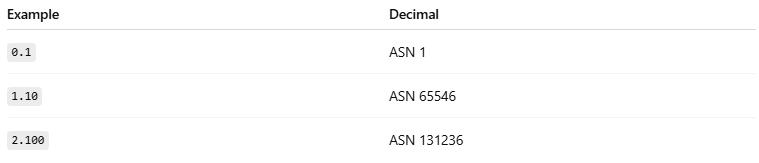 Example Decimal
0.1 ASN 1
1.10 ASN 65546
2.100 ASN 131236